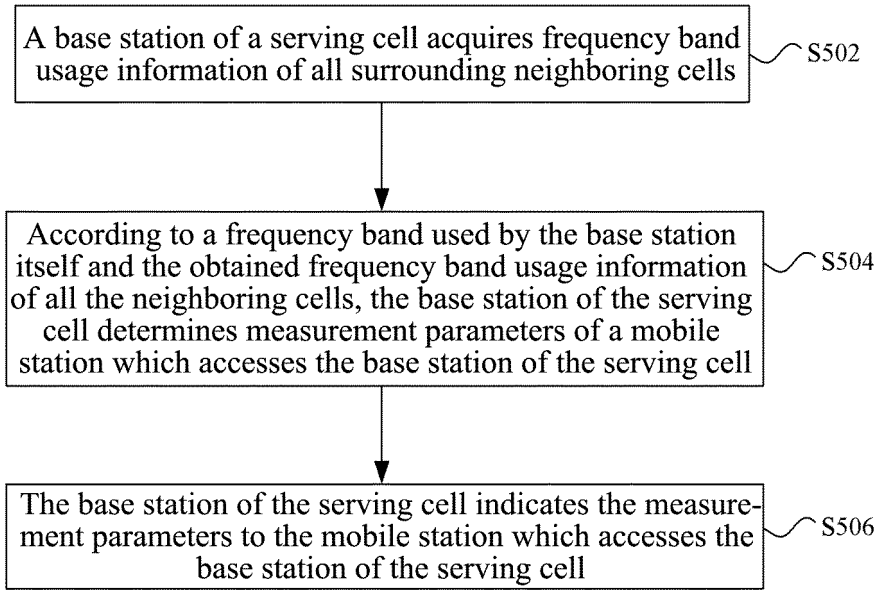 A base station of a serving cell acquires frequency band
usage information of all surrounding neighboring cells
S502
According to a frequency band used by the base station
itself and the obtained frequency band usage information
of all the neighboring cells, the base station of the serving
cell determines measurement parameters of a mobile
station which accesses the base station of the serving cell
S504
The base station of the serving cell indicates the measure-
ment parameters to the mobile station which accesses the
base station of the serving cell
S506